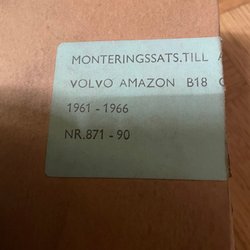 MONTERINGSSATS.TILL
VOLVO AMAZON B18
1961 - 1966
NR.871 - 90